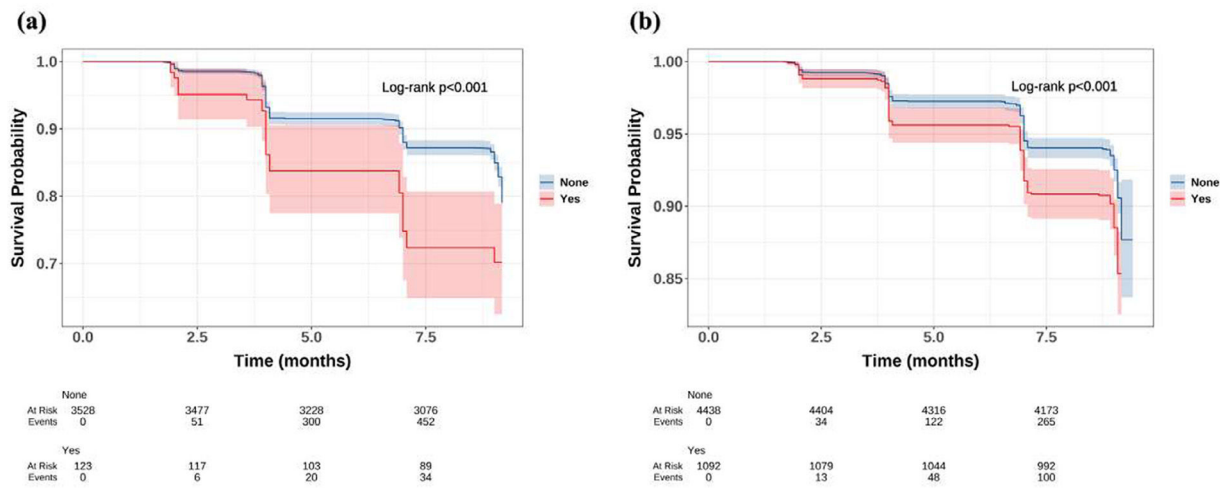 (a)
Log-rank p<0.001
Survival Probability
1.0
0.9
0.8
0.7
0.0 2.5 5.0 7.5
Time (months)
None
Yes
None
At Risk 3528 3477 3228 3076
Events 0 51 300 452
Yes
At Risk 123 117 103 89
Events 0 6 20 34
(b)
Log-rank p<0.001
Survival Probability
1.00
0.95
0.90
0.85
0.0 2.5 5.0 7.5
Time (months)
None
Yes
None
At Risk 4438 4404 4316 4173
Events 0 34 122 265
Yes
At Risk 1092 1079 1044 992
Events 0 13 48 100